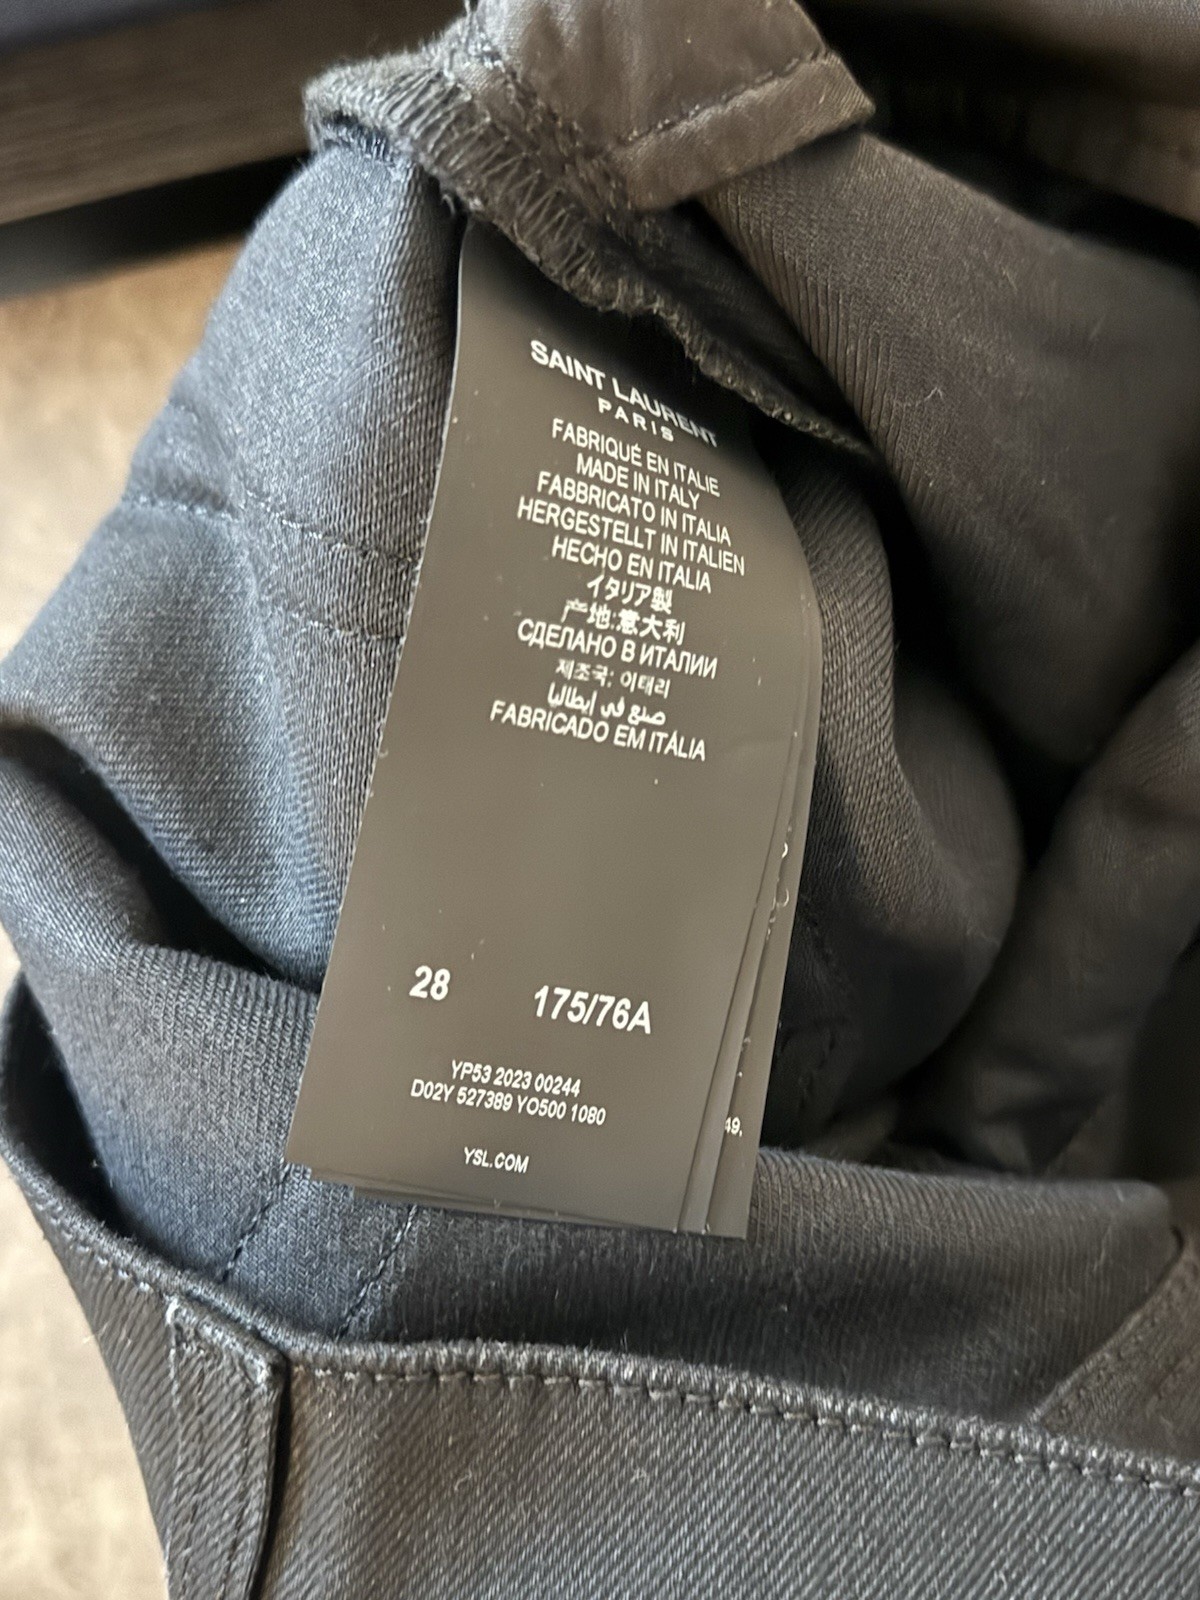 SAINT LAURENT
PARIS
FABRIQUÉ EN ITALIE
MADE IN ITALY
FABBRICATO IN ITALIA
HERGESTELLT IN ITALIEN
HECHO EN ITALIA
イタリア製
产地:意大利
СДЕЛАНО В ИТАЛИИ
제조국: 이태리
صنع في إيطاليا
FABRICADO EM ITÁLIA
28 175/76A
YP53 2023 00244
D02Y 527389 YO500 1080
49.
YSL.COM